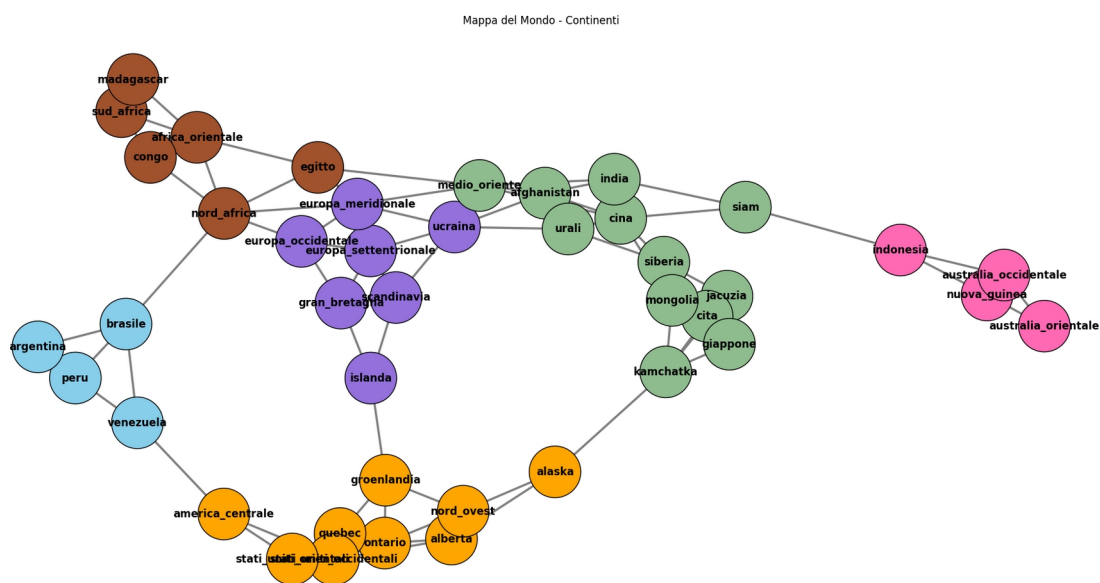 Mappa del Mondo - Continenti
madagascar
sud_africa
africa_orientale
congo
egitto
nord_africa
europa_meridionale
europa_occidentale
europa_settentrionale
ucraina
gran_bretagna
scandinavia
islanda
medio_oriente
afghanistan
india
cina
urali
siam
siberia
mongolia
jacuzia
cita
giappone
kamchatka
indonesia
australia_occidentale
nuova_guinea
australia_orientale
brasile
argentina
peru
venezuela
groenlandia
alaska
america_centrale
nord_ovest
quebec
ontario
alberta
stati_uniti_orientali
stati_uniti_occidentali